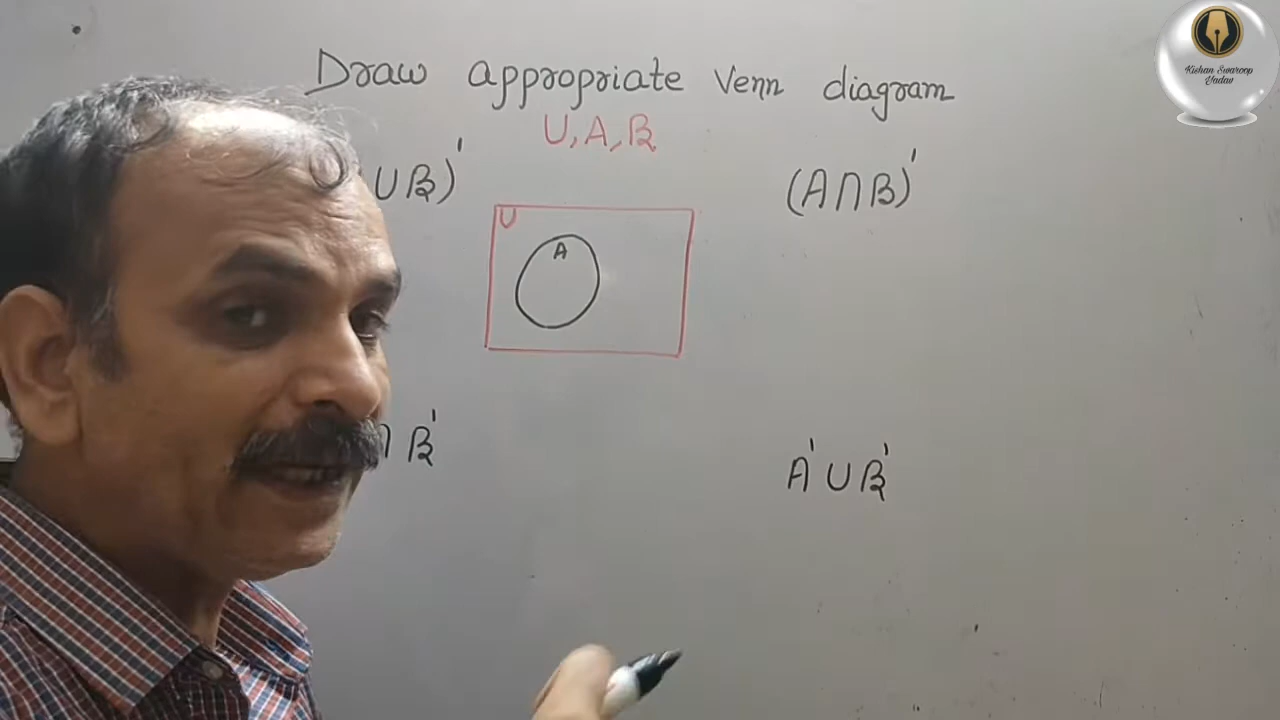 Draw appropriate Venn diagram
U, A, B
∪ B)'
(A∩B)'
U
A
∩ B'
A' ∪ B'
Kishan Swaroop
Yadav